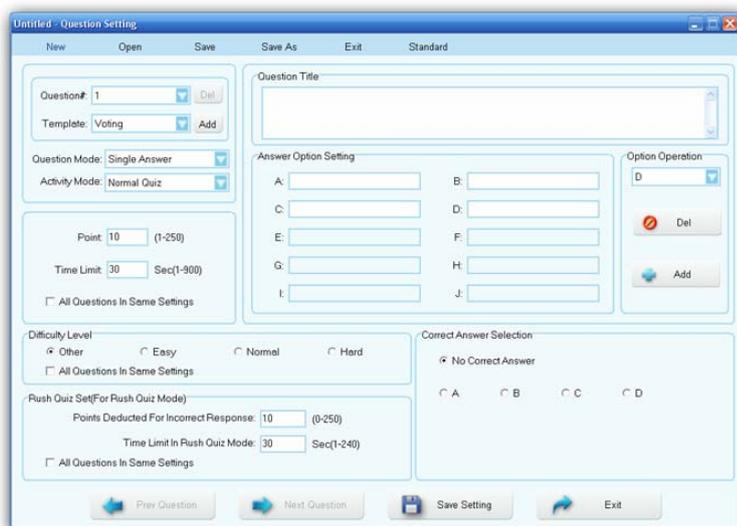 Untitled - Question Setting
New Open Save Save As Exit Standard
Question#: 1 Del
Template: Voting Add
Question Mode: Single Answer
Activity Mode: Normal Quiz
Point: 10 (1-250)
Time Limit: 30 Sec(1-900)
All Questions In Same Settings
Question Title
Answer Option Setting
A: B:
C: D:
E: F:
G: H:
I: J:
Option Operation
D
Del
Add
Difficulty Level
Other Easy Normal Hard
All Questions In Same Settings
Rush Quiz Set(For Rush Quiz Mode)
Points Deducted For Incorrect Response: 10 (0-250)
Time Limit In Rush Quiz Mode: 30 Sec(1-240)
All Questions In Same Settings
Correct Answer Selection
No Correct Answer
A B C D
Prev Question Next Question Save Setting Exit